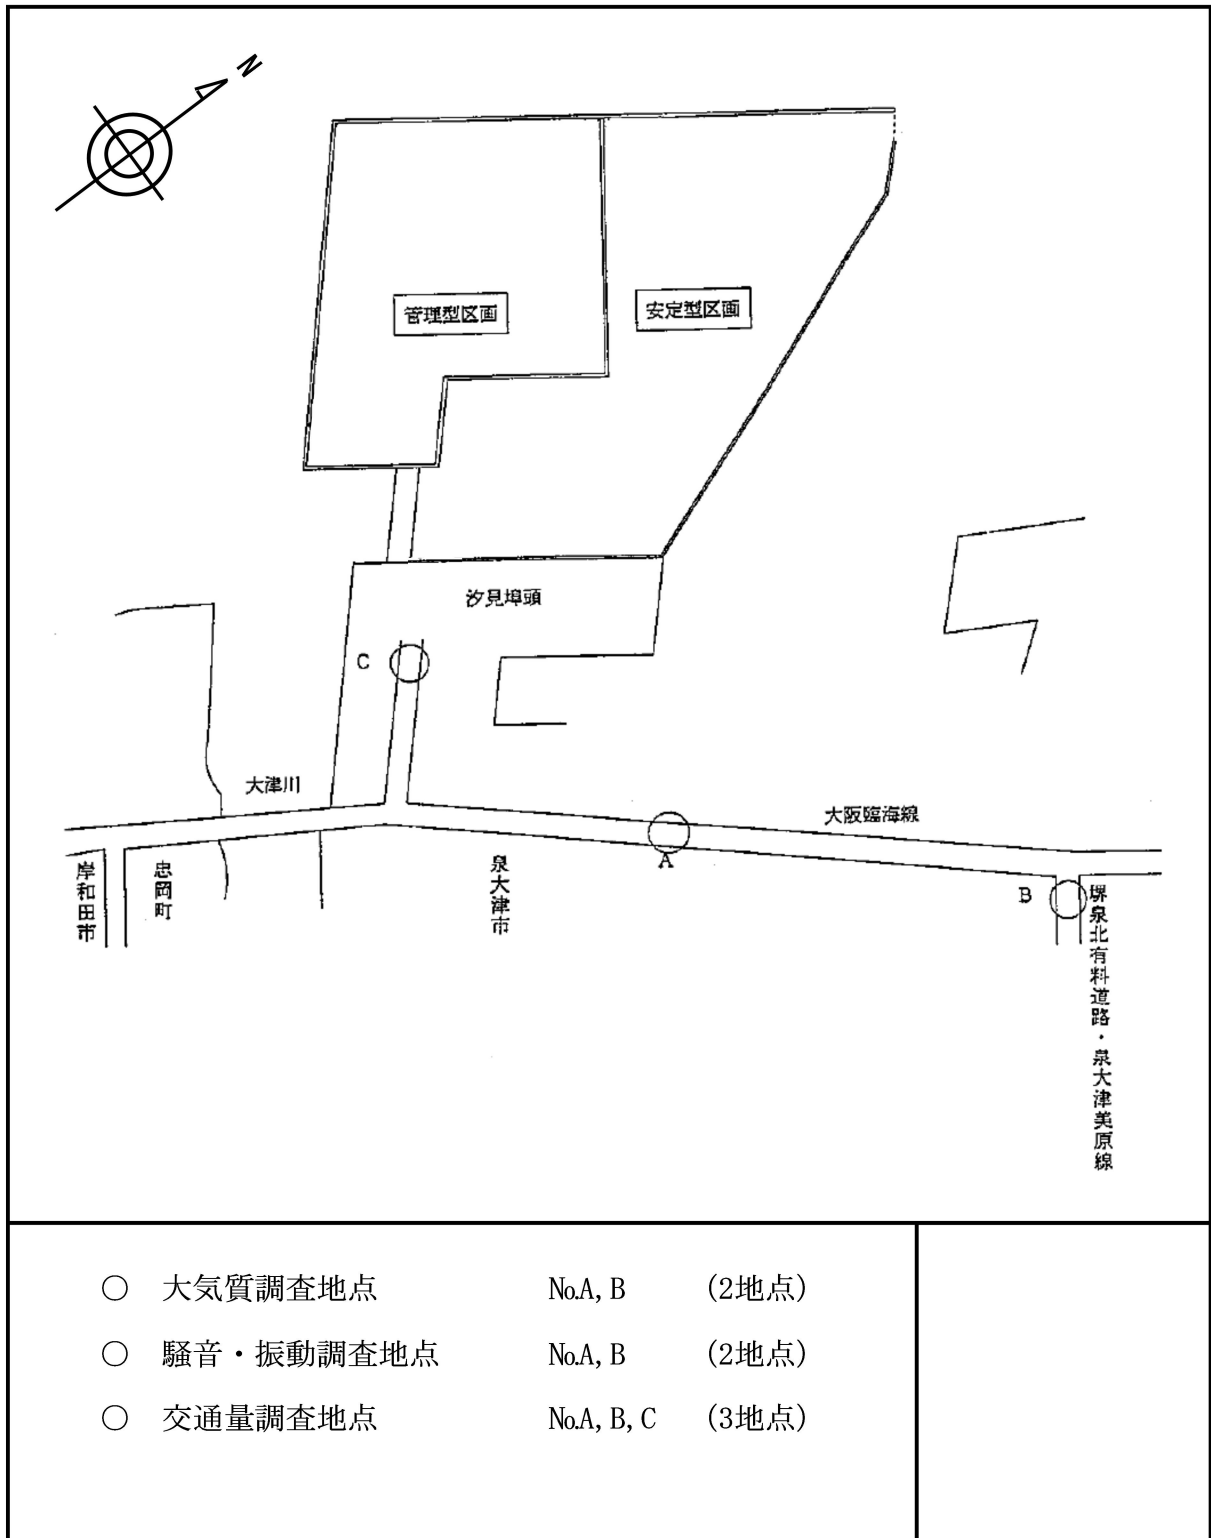 N
管理型区画
安定型区画
汐見埠頭
C
大津川
大阪臨海線
A
B
岸和田市
忠岡町
泉大津市
堺泉北有料道路・泉大津美原線
○ 大気質調査地点 №A,B (2地点)
○ 騒音・振動調査地点 №A,B (2地点)
○ 交通量調査地点 №A,B,C (3地点)